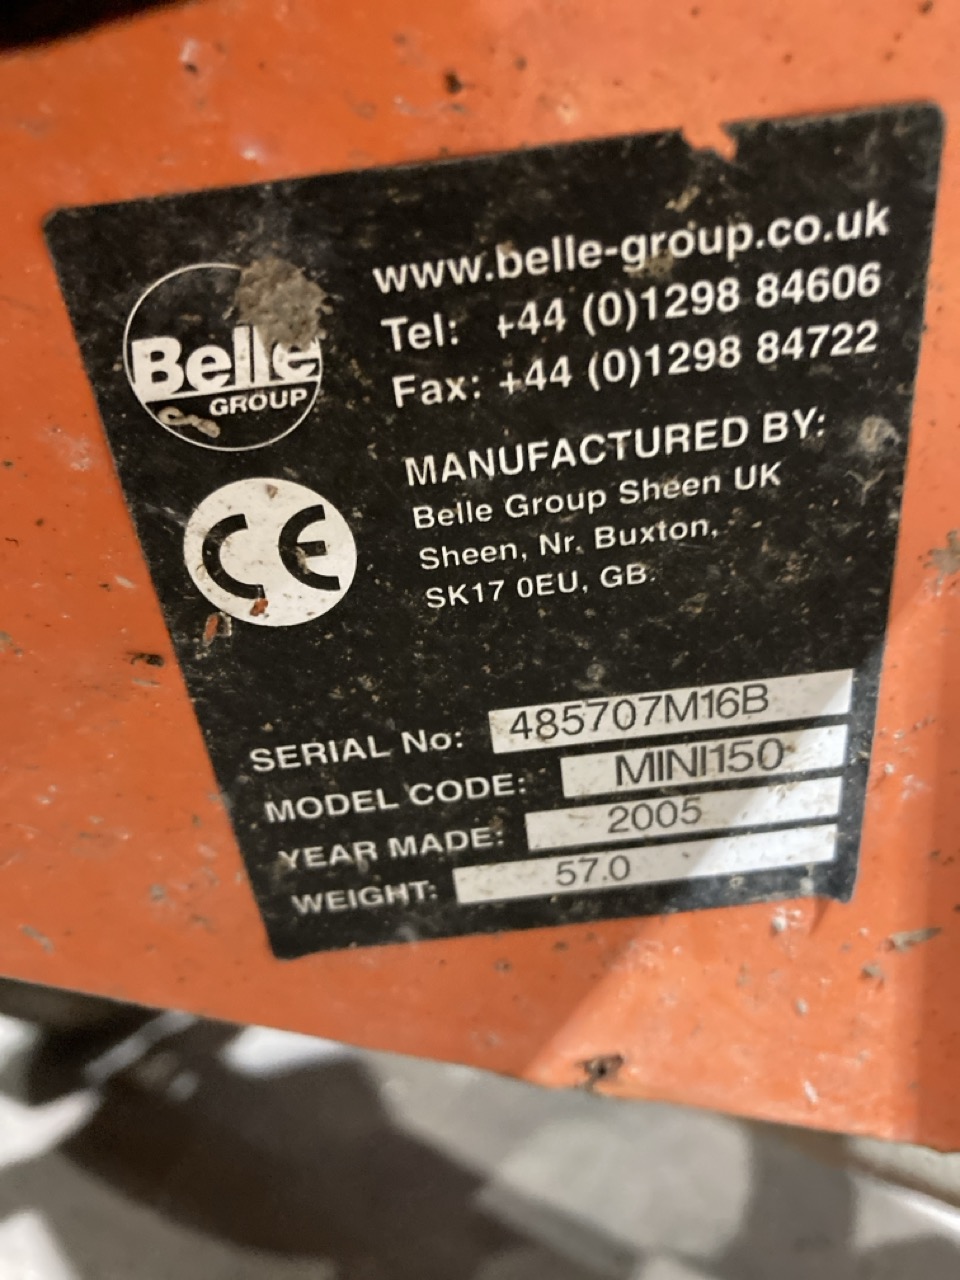 Belle
GROUP
www.belle-group.co.uk
Tel: +44 (0)1298 84606
Fax: +44 (0)1298 84722
CE
MANUFACTURED BY:
Belle Group Sheen UK
Sheen, Nr. Buxton,
SK17 0EU, GB.
SERIAL No: 485707M16B
MODEL CODE: MINI150
YEAR MADE: 2005
WEIGHT: 57.0